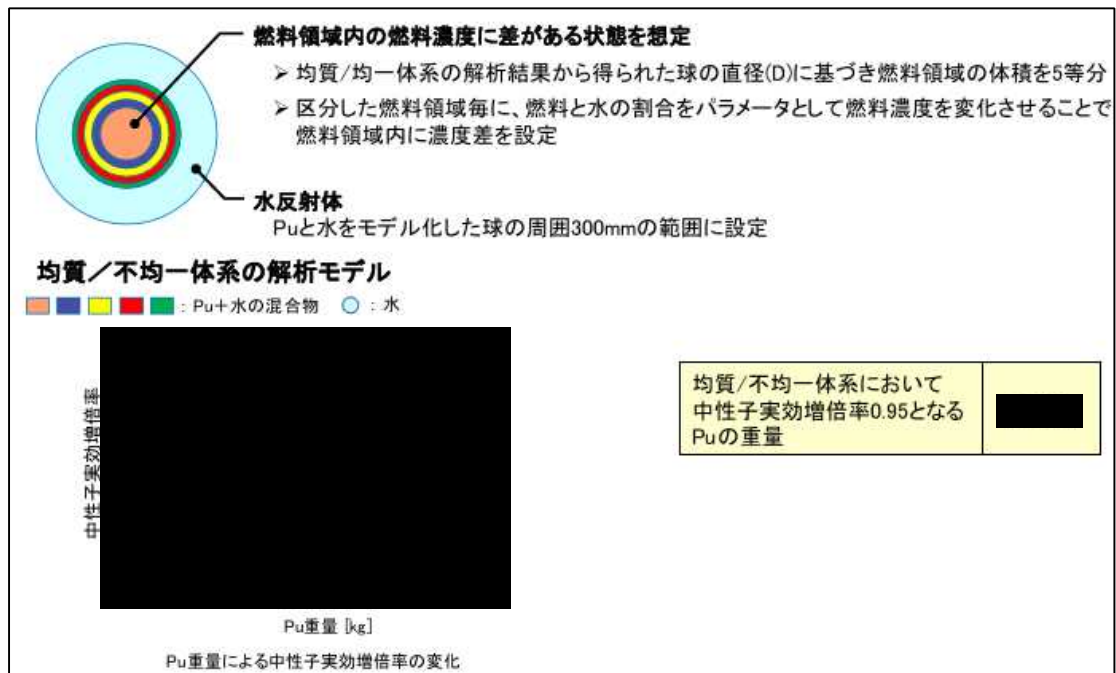 燃料領域内の燃料濃度に差がある状態を想定
➢ 均質/均一体系の解析結果から得られた球の直径(D)に基づき燃料領域の体積を5等分
➢ 区分した燃料領域毎に、燃料と水の割合をパラメータとして燃料濃度を変化させることで
燃料領域内に濃度差を設定
水反射体
Puと水をモデル化した球の周囲300mmの範囲に設定
均質／不均一体系の解析モデル
：Pu＋水の混合物 ：水
中性子実効増倍率
Pu重量 [kg]
Pu重量による中性子実効増倍率の変化
均質/不均一体系において
中性子実効増倍率0.95となる
Puの重量